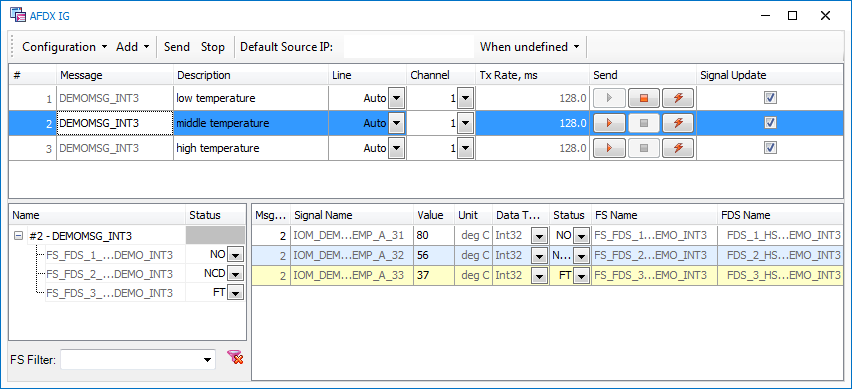 AFDX IG
Configuration Add Send Stop Default Source IP: When undefined
# Message Description Line Channel Tx Rate, ms Send Signal Update
1 DEMOMSG_INT3 low temperature Auto 1 128.0
2 DEMOMSG_INT3 middle temperature Auto 1 128.0
3 DEMOMSG_INT3 high temperature Auto 1 128.0
Name Status
#2 - DEMOMSG_INT3
FS_FDS_1_...DEMO_INT3 NO
FS_FDS_2_...DEMO_INT3 NCD
FS_FDS_3_...DEMO_INT3 FT
FS Filter:
Msg... Signal Name Value Unit Data T... Status FS Name FDS Name
2 IOM_DEM...EMP_A_31 80 deg C Int32 NO FS_FDS_1...EMO_INT3 FDS_1_HS...EMO_INT3
2 IOM_DEM...EMP_A_32 56 deg C Int32 N... FS_FDS_2...EMO_INT3 FDS_2_HS...EMO_INT3
2 IOM_DEM...EMP_A_33 37 deg C Int32 FT FS_FDS_3...EMO_INT3 FDS_3_HS...EMO_INT3